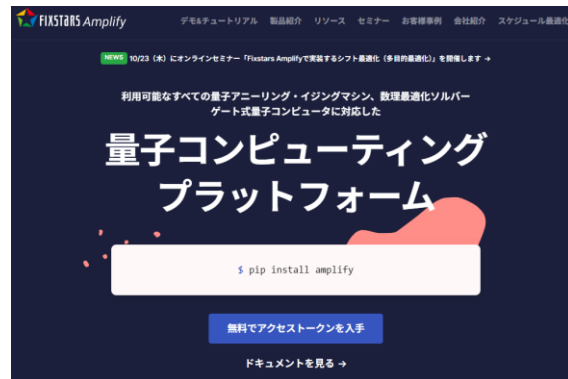 FIXSTARS Amplify
デモ&チュートリアル 製品紹介 リソース セミナー お客様事例 会社紹介 スケジュール最適化
NEWS 10/23（木）にオンラインセミナー「Fixstars Amplifyで実装するシフト最適化（多目的最適化）」を開催します →
利用可能なすべての量子アニーリング・イジングマシン、数理最適化ソルバー
ゲート式量子コンピュータに対応した
量子コンピューティング
プラットフォーム
$ pip install amplify
無料でアクセストークンを入手
ドキュメントを見る →